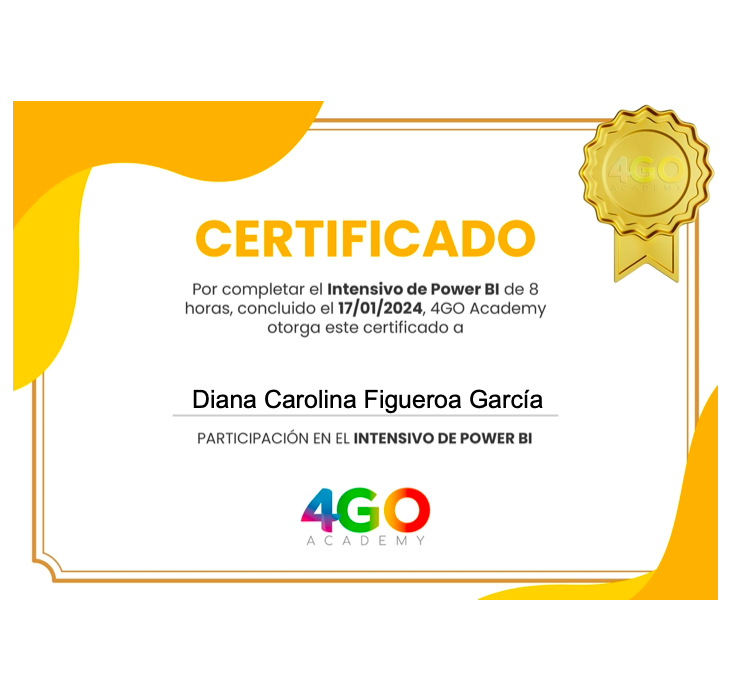 4GO
ACADEMY
CERTIFICADO
Por completar el Intensivo de Power BI de 8
horas, concluido el 17/01/2024, 4GO Academy
otorga este certificado a
Diana Carolina Figueroa García
PARTICIPACIÓN EN EL INTENSIVO DE POWER BI
4GO
ACADEMY